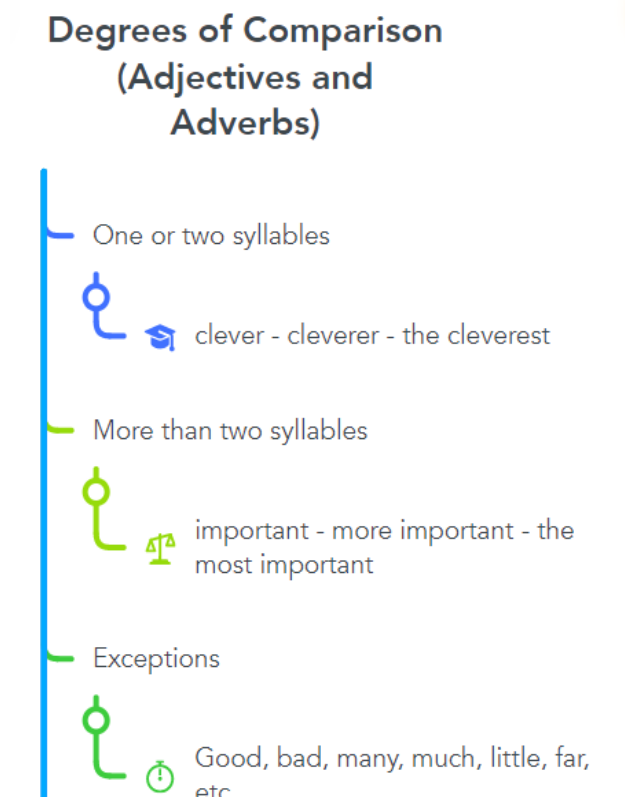 Degrees of Comparison
(Adjectives and
Adverbs)
One or two syllables
clever - cleverer - the cleverest
More than two syllables
important - more important - the
most important
Exceptions
Good, bad, many, much, little, far,
etc